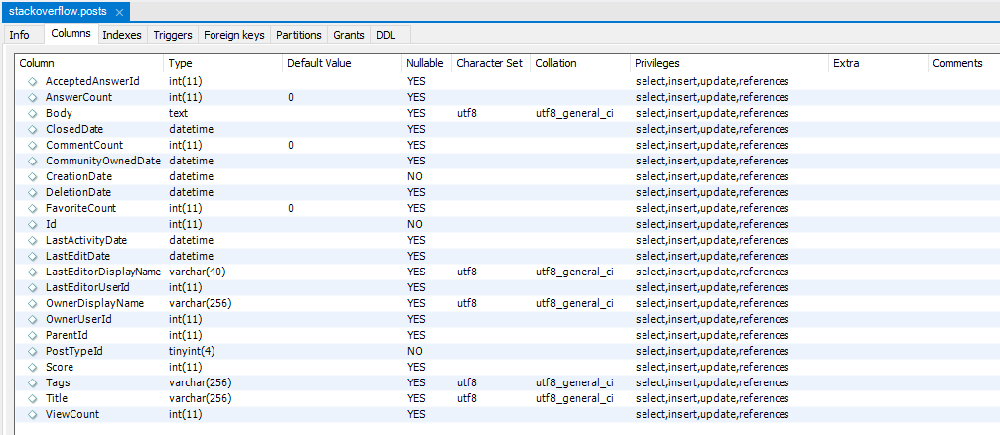 stackoverflow.posts ×
Info Columns Indexes Triggers Foreign keys Partitions Grants DDL
Column Type Default Value Nullable Character Set Collation Privileges Extra Comments
AcceptedAnswerId int(11) YES select,insert,update,references
AnswerCount int(11) 0 YES select,insert,update,references
Body text YES utf8 utf8_general_ci select,insert,update,references
ClosedDate datetime YES select,insert,update,references
CommentCount int(11) 0 YES select,insert,update,references
CommunityOwnedDate datetime YES select,insert,update,references
CreationDate datetime NO select,insert,update,references
DeletionDate datetime YES select,insert,update,references
FavoriteCount int(11) 0 YES select,insert,update,references
Id int(11) NO select,insert,update,references
LastActivityDate datetime YES select,insert,update,references
LastEditDate datetime YES select,insert,update,references
LastEditorDisplayName varchar(40) YES utf8 utf8_general_ci select,insert,update,references
LastEditorUserId int(11) YES select,insert,update,references
OwnerDisplayName varchar(256) YES utf8 utf8_general_ci select,insert,update,references
OwnerUserId int(11) YES select,insert,update,references
ParentId int(11) YES select,insert,update,references
PostTypeId tinyint(4) NO select,insert,update,references
Score int(11) YES select,insert,update,references
Tags varchar(256) YES utf8 utf8_general_ci select,insert,update,references
Title varchar(256) YES utf8 utf8_general_ci select,insert,update,references
ViewCount int(11) YES select,insert,update,references